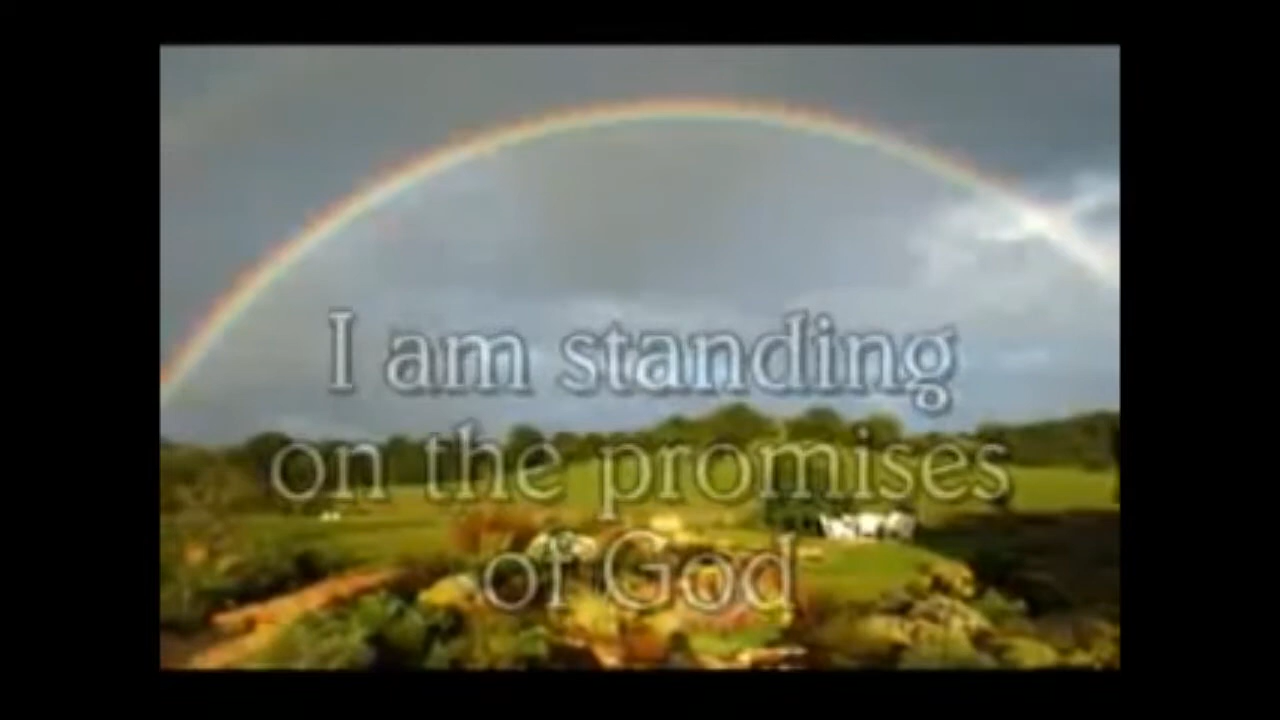 I am standing
on the promises
of God